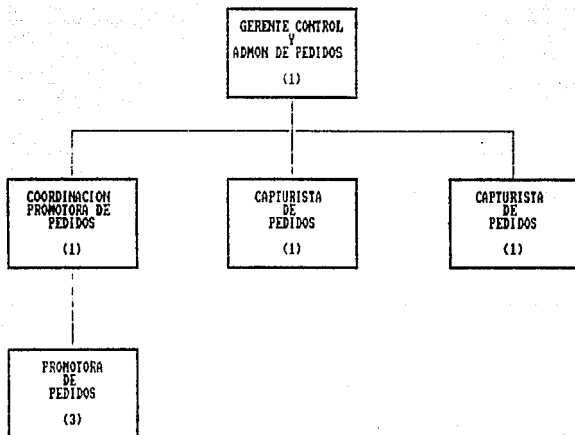 GERENTE CONTROL
Y
ADMON DE PEDIDOS
(1)
COORDINACION
PROMOTORA DE
PEDIDOS
(1)
CAPTURISTA
DE
PEDIDOS
(1)
CAPTURISTA
DE
PEDIDOS
(1)
PROMOTORA
DE
PEDIDOS
(3)